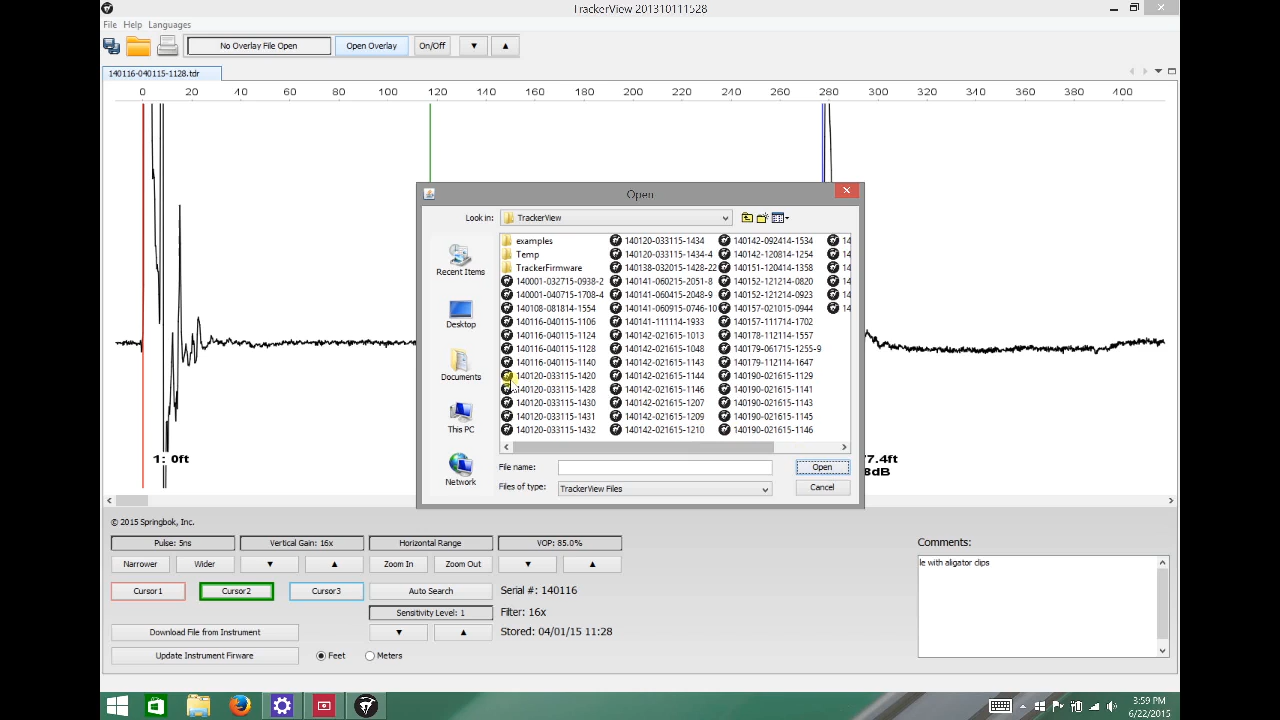 TrackerView 201310111528
File Help Languages
No Overlay File Open Open Overlay On/Off ▼ ▲
140116-040115-1128.tdr
0 20 40 60 80 100 120 140 160 180 200 220 240 260 280 300 320 340 360 380 400
Open
Look in: TrackerView
Recent Items
Desktop
Documents
This PC
Network
examples 140120-033115-1434 140142-092414-1534 14
Temp 140120-033115-1434-4 140142-120814-1254 14
TrackerFirmware 140138-032015-1428-22 140151-120414-1358 14
140001-032715-0938-2 140141-060215-2051-8 140152-121214-0820 14
140001-040715-1708-4 140141-060415-2048-9 140152-121214-0923 14
140108-081814-1554 140141-060915-0746-10 140157-021015-0944 14
140116-040115-1106 140141-111114-1933 140157-111714-1702
140116-040115-1124 140142-021615-1013 140178-112114-1557
140116-040115-1128 140142-021615-1048 140179-061715-1255-9
140116-040115-1140 140142-021615-1143 140179-112114-1647
140120-033115-1420 140142-021615-1144 140190-021615-1129
140120-033115-1428 140142-021615-1146 140190-021615-1141
140120-033115-1430 140142-021615-1207 140190-021615-1143
140120-033115-1431 140142-021615-1209 140190-021615-1145
140120-033115-1432 140142-021615-1210 140190-021615-1146
File name: Open
Files of type: TrackerView Files Cancel
1: 0ft
7.4ft
8dB
© 2015 Springbok, Inc.
Pulse: 5ns Vertical Gain: 16x Horizontal Range VOP: 85.0%
Narrower Wider ▼ ▲ Zoom In Zoom Out ▼ ▲
Cursor1 Cursor2 Cursor3 Auto Search Serial #: 140116
Sensitivity Level: 1 Filter: 16x
Download File from Instrument ▼ ▲ Stored: 04/01/15 11:28
Update Instrument Firware Feet Meters
Comments:
le with aligator clips
3:59 PM
6/22/2015